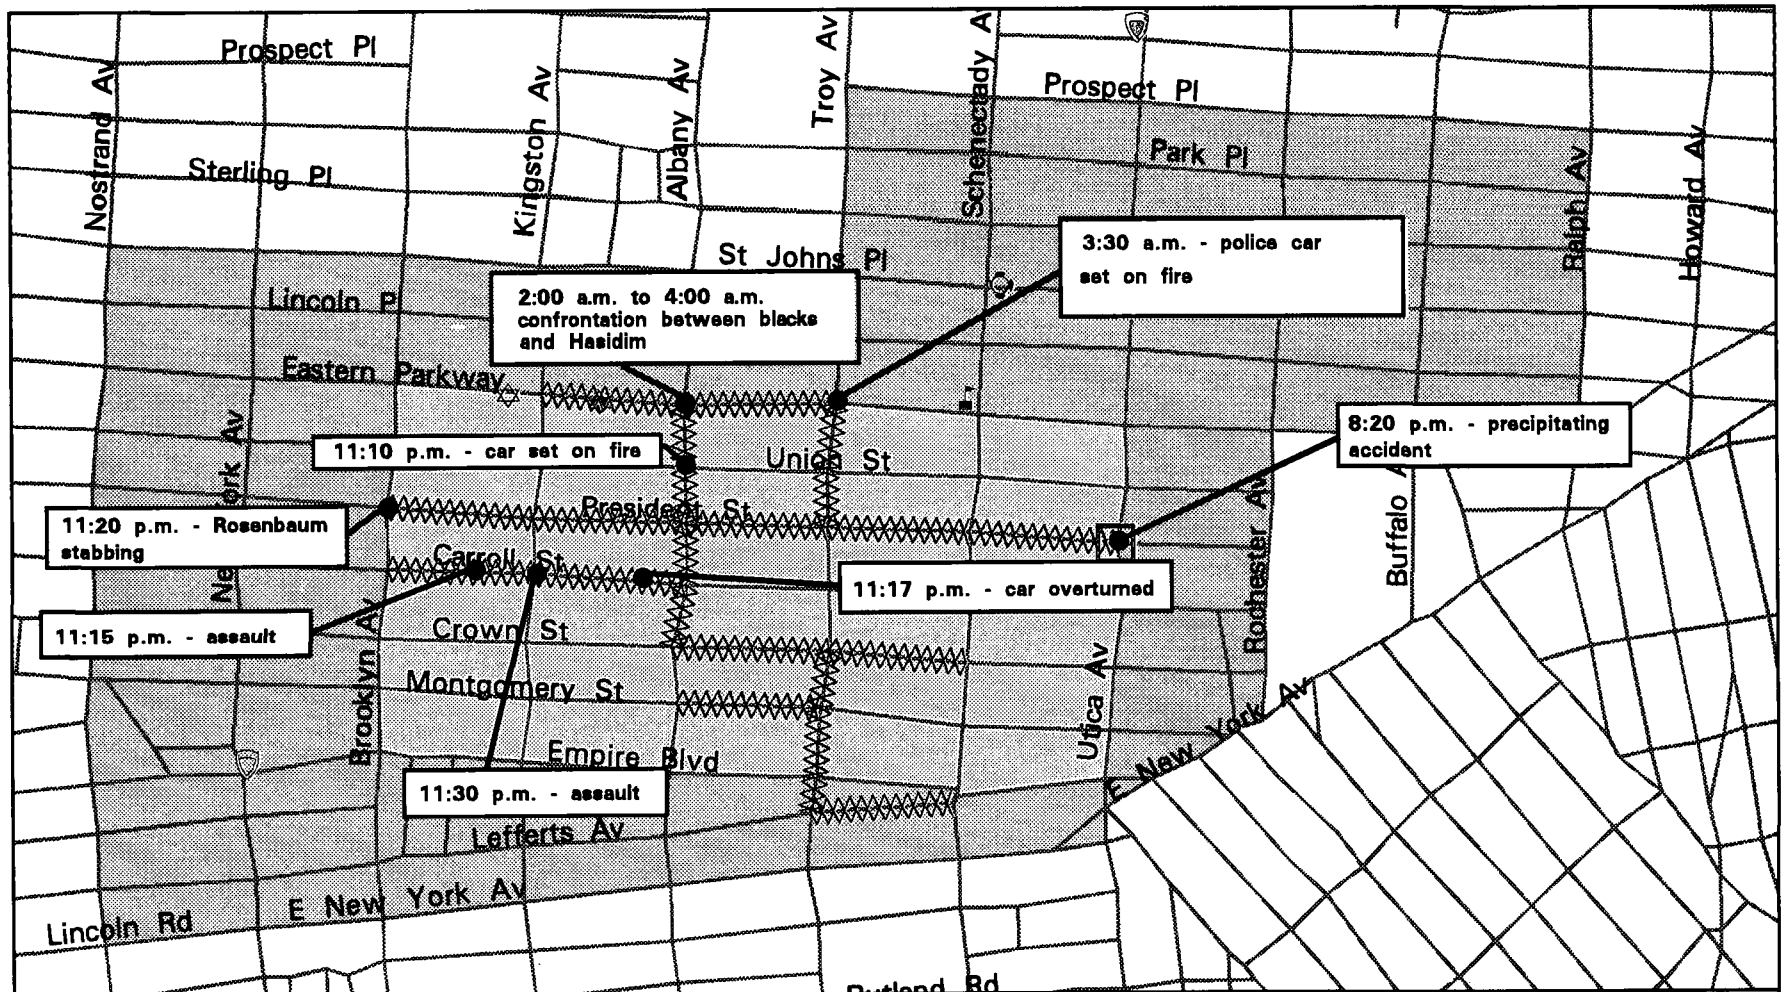 Prospect Pl
Nostrand Av
Kingston Av
Albany Av
Troy Av
Schenectady A
Prospect Pl
Park Pl
Ralph Av
Howard Av
Sterling Pl
St Johns Pl
3:30 a.m. - police car
set on fire
Lincoln P
2:00 a.m. to 4:00 a.m.
confrontation between blacks
and Hasidim
Eastern Parkway
8:20 p.m. - precipitating
accident
11:10 p.m. - car set on fire
Union St
President St
11:20 p.m. - Rosenbaum
stabbing
Ne
ork Av
Carroll St
11:17 p.m. - car overturned
Rochester Av
Buffalo A
11:15 p.m. - assault
Crown St
Brooklyn Av
Montgomery St
Utica Av
E New York Av
Empire Blvd
11:30 p.m. - assault
Lefferts Av
E New York Av
Lincoln Rd
Rutland Rd